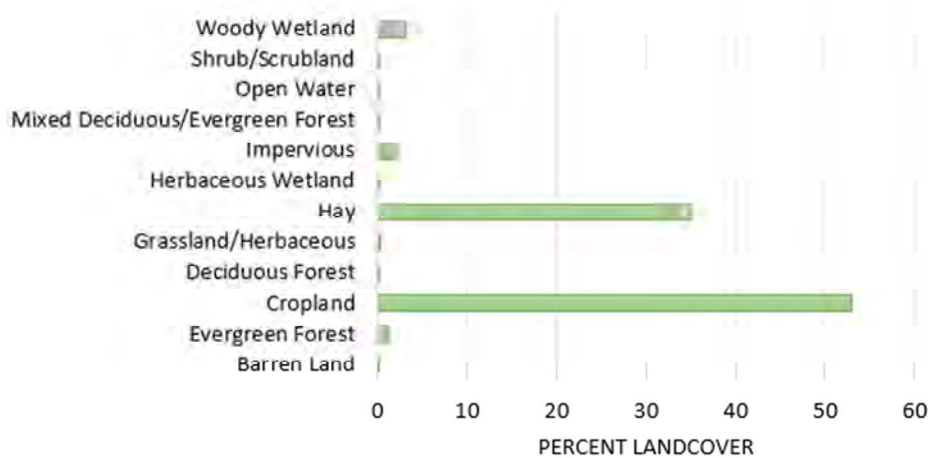 Woody Wetland
Shrub/Scrubland
Open Water
Mixed Deciduous/Evergreen Forest
Impervious
Herbaceous Wetland
Hay
Grassland/Herbaceous
Deciduous Forest
Cropland
Evergreen Forest
Barren Land
0 10 20 30 40 50 60
PERCENT LANDCOVER